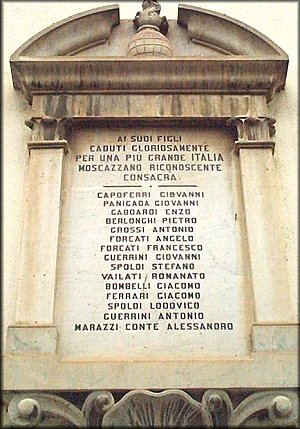 AI SUOI FIGLI
CADUTI GLORIOSAMENTE
PER UNA PIÙ GRANDE ITALIA
MOSCAZZANO RICONOSCENTE
CONSACRA
CAPOFERRI GIOVANNI
PANIGADA GIOVANNI
GADOARDI ENZO
BERLONGHI PIETRO
GROSSI ANTONIO
FORCATI ANGELO
FORCATI FRANCESCO
GUERRINI GIOVANNI
SPOLDI STEFANO
VAILATI ROMANATO
BOMBELLI GIACOMO
FERRARI GIACOMO
SPOLDI LODOVICO
GUERRINI ANTONIO
MARAZZI CONTE ALESSANDRO